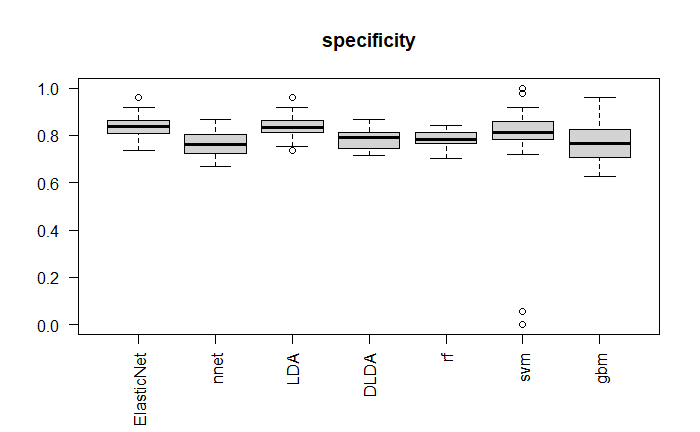 specificity
1.0
0.8
0.6
0.4
0.2
0.0
ElasticNet
nnet
LDA
DLDA
rf
svm
gbm